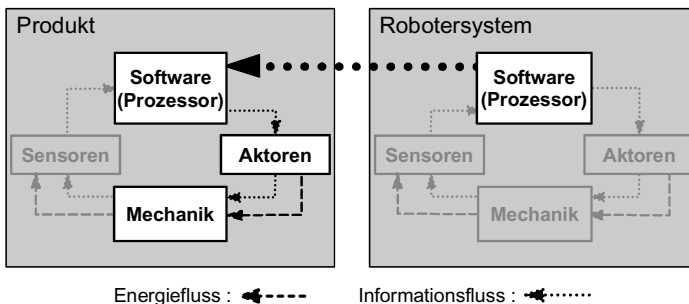 Produkt
Software
(Prozessor)
Sensoren
Aktoren
Mechanik
Robotersystem
Software
(Prozessor)
Sensoren
Aktoren
Mechanik
Energiefluss :
Informationsfluss :